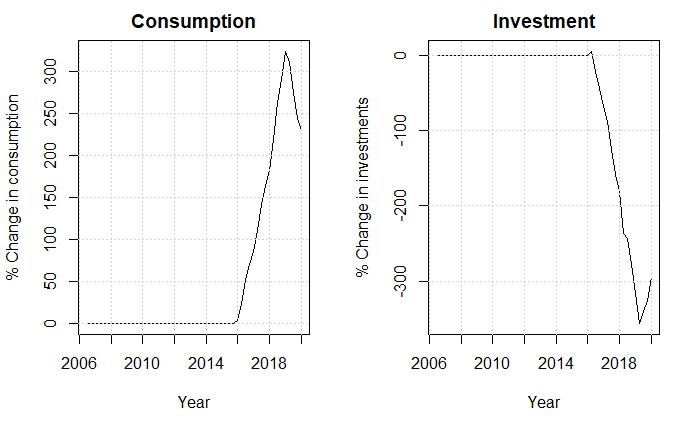 Consumption
% Change in consumption
300
250
200
150
100
50
0
2006 2010 2014 2018
Year
Investment
% Change in investments
0
-100
-200
-300
2006 2010 2014 2018
Year